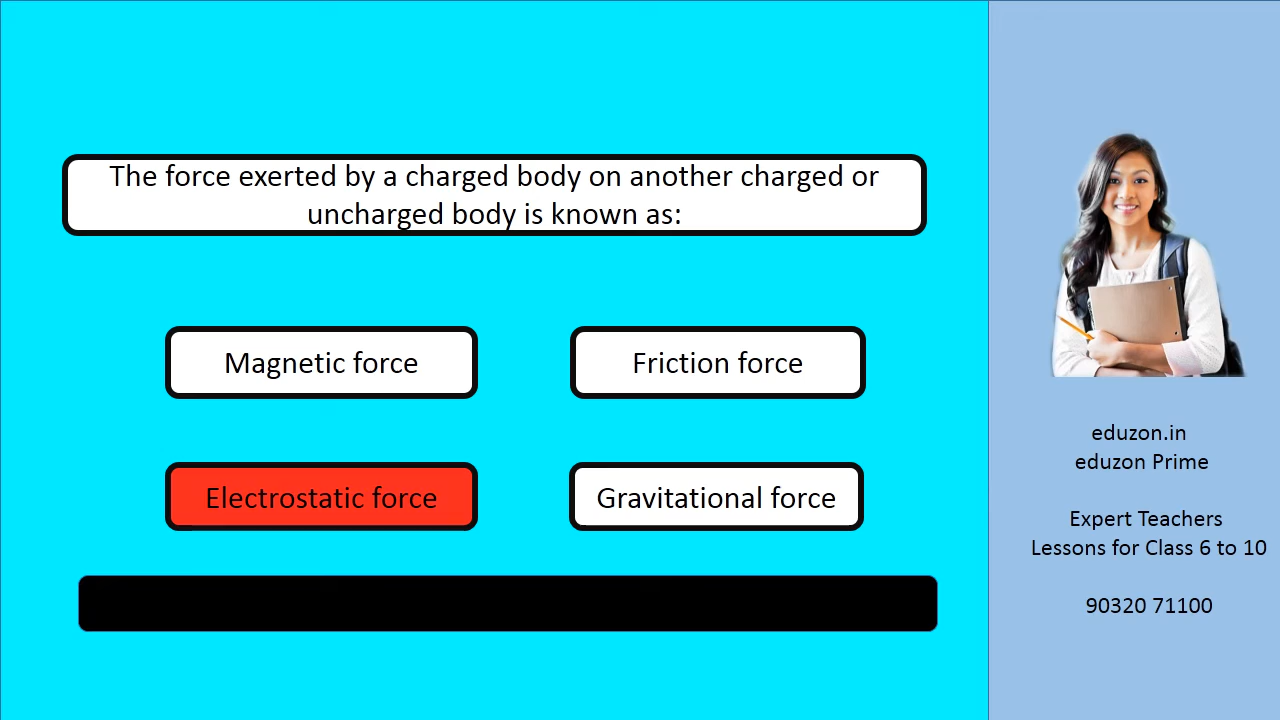 The force exerted by a charged body on another charged or
uncharged body is known as:
Magnetic force
Friction force
Electrostatic force
Gravitational force
eduzon.in
eduzon Prime
Expert Teachers
Lessons for Class 6 to 10
90320 71100